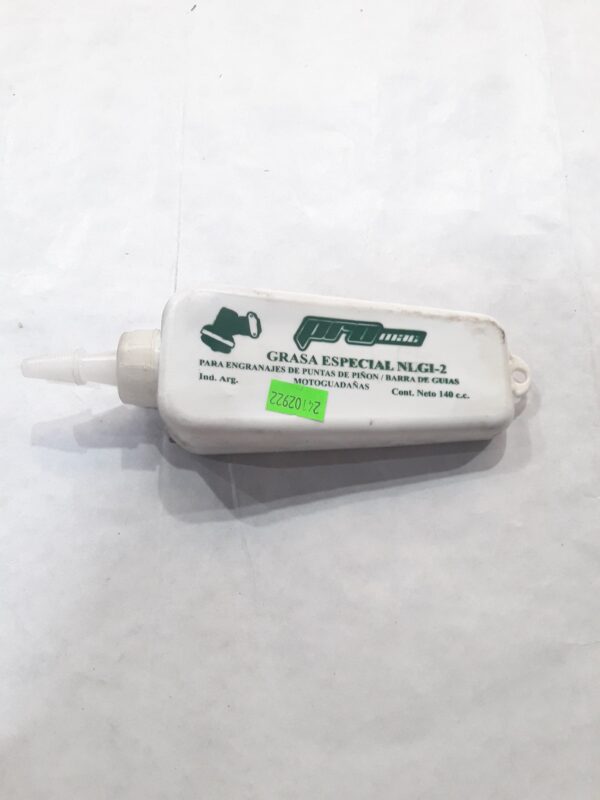 PRO mac
GRASA ESPECIAL NLGI-2
PARA ENGRANAJES DE PUNTAS DE PIÑON / BARRA DE GUIAS
Ind. Arg. MOTOGUADAÑAS Cont. Neto 140 c.c.
24102922